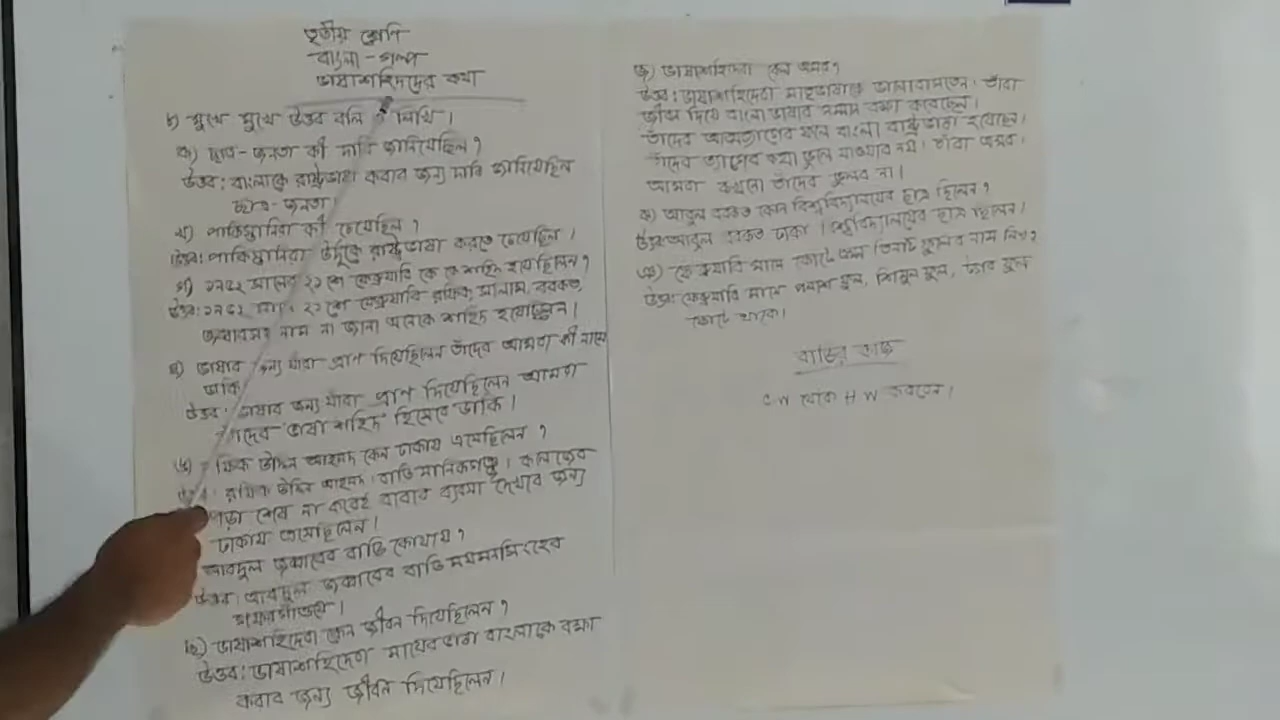 তৃতীয় শ্রেণি
বাংলা - গল্প
ভাষাশহিদদের কথা
৮) মুখে মুখে উত্তর বলি ও লিখি।
ক) ছাত্র-জনতা কী দাবি জানিয়েছিল?
উত্তর: বাংলাকে রাষ্ট্রভাষা করার জন্য দাবি জানিয়েছিল
ছাত্র-জনতা।
খ) পাকিস্তানিরা কী চেয়েছিল?
উত্তর: পাকিস্তানিরা উর্দুকে রাষ্ট্রভাষা করতে চেয়েছিল।
গ) ১৯৫২ সালের ২১ শে ফেব্রুয়ারি কে কে শহিদ হয়েছিলেন?
উত্তর: ১৯৫২ সালের ২১ শে ফেব্রুয়ারি রফিক, সালাম, বরকত,
জব্বারসহ নাম না জানা অনেকে শহিদ হয়েছিলেন।
ঘ) ভাষার জন্য যাঁরা প্রাণ দিয়েছিলেন তাঁদের আমরা কী নামে
ডাকি
উত্তর: ভাষার জন্য যাঁরা প্রাণ দিয়েছিলেন আমরা
তাঁদের ভাষা শহিদ হিসেবে ডাকি।
ঙ) রফিক উদ্দিন আহমদ কেন ঢাকায় এসেছিলেন?
উত্তর: রফিক উদ্দিন আহমদ বাড়ি মানিকগঞ্জ। কলেজের
পড়া শেষ না করেই বাবার ব্যবসা দেখার জন্য
ঢাকায় এসেছিলেন।
আবদুল জব্বারের বাড়ি কোথায়?
উত্তর: আবদুল জব্বারের বাড়ি ময়মনসিংহের
গফরগাঁওয়ে।
ছ) ভাষাশহিদেরা কেন জীবন দিয়েছিলেন?
উত্তর: ভাষাশহিদেরা মায়ের ভাষা বাংলাকে রক্ষা
করার জন্য জীবন দিয়েছিলেন।
জ) ভাষাশহিদেরা কেন অমর?
উত্তর: ভাষাশহিদেরা মাতৃভাষাকে ভালোবাসতেন। তাঁরা
জীবন দিয়ে বাংলা ভাষার সম্মান রক্ষা করেছেন।
তাঁদের আত্মত্যাগের ফলে বাংলা রাষ্ট্রভাষা হয়েছে।
তাঁদের ত্যাগের কথা ভুলে যাওয়ার নয়। তাঁরা অমর।
আমরা কখনো তাঁদের ভুলব না।
ঝ) আবুল বরকত কোন বিশ্ববিদ্যালয়ের ছাত্র ছিলেন?
উত্তর: আবুল বরকত ঢাকা বিশ্ববিদ্যালয়ের ছাত্র ছিলেন।
ঞ) ফেব্রুয়ারি মাসে ফোটে এমন তিনটি ফুলের নাম লিখ?
উত্তর: ফেব্রুয়ারি মাসে পলাশ ফুল, শিমুল ফুল, টগর ফুল
ফোটে থাকে।
বাড়ির কাজ
C W থেকে H W করবেন।